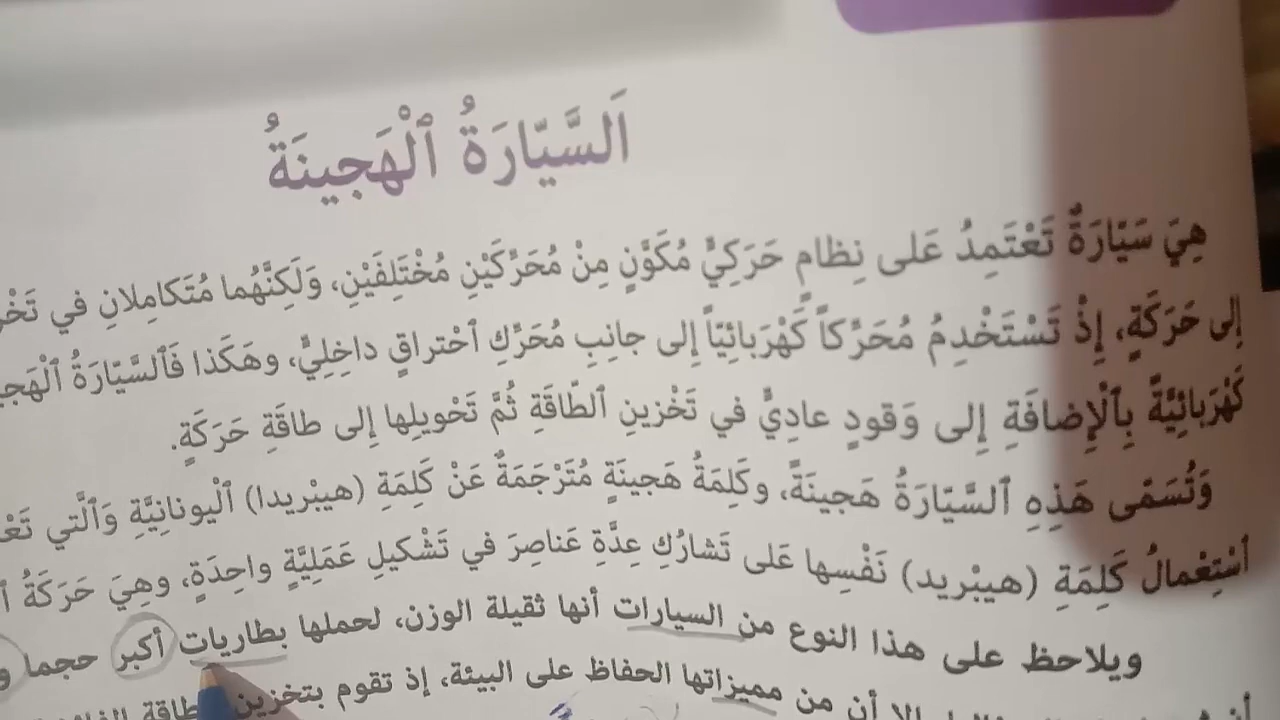 اَلسَّيّارَةُ ٱلْهَجينَةُ
هِيَ سَيّارَةٌ تَعْتَمِدُ عَلى نِظامٍ حَرَكِيٍّ مُكَوَّنٍ مِنْ مُحَرِّكَيْنِ مُخْتَلِفَيْنِ، وَلَكِنَّهُما مُتَكامِلانِ في
إِلى حَرَكَةٍ، إِذْ تَسْتَخْدِمُ مُحَرِّكاً كَهْرَبائِيّاً إِلى جانِبِ مُحَرِّكِ ٱحْتراقٍ داخِلِيٍّ، وهَكَذا فَٱلسَّيّارَةُ
كَهْرَبائِيَّةً بِٱلْإِضافَةِ إِلى وَقودٍ عادِيٍّ في تَخْزينِ ٱلطّاقَةِ ثُمَّ تَحْويلِها إِلى طاقَةِ حَرَكَةٍ.
وَتُسَمّى هَذِهِ ٱلسَّيّارَةُ هَجينَةً، وكَلِمَةُ هَجينَةٍ مُتَرْجَمَةٌ عَنْ كَلِمَةِ (هيبْريدا) ٱلْيونانِيَّةِ وَٱلَّتي
ٱسْتِعْمالُ كَلِمَةِ (هيبْريد) نَفْسِها عَلى تَشارُكِ عِدَّةِ عَناصِرَ في تَشْكيلِ عَمَلِيَّةٍ واحِدَةٍ، وهِيَ حَرَكَةُ
ويلاحظ على هذا النوع من السيارات أنها ثقيلة الوزن، لحملها بطاريات أكبر حجما
إلا أن من مميزاتها الحفاظ على البيئة، إذ تقوم بتخزين